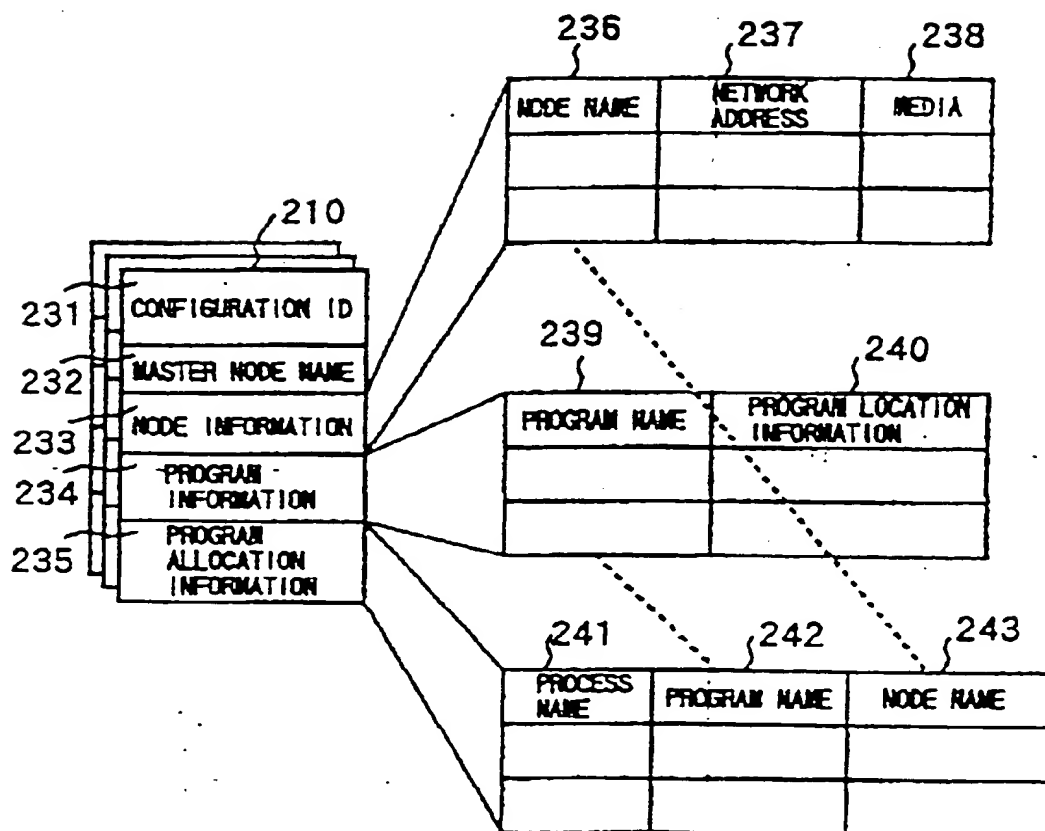 236
237
238
NODE NAME
NETWORK
ADDRESS
MEDIA
210
231
CONFIGURATION ID
232
MASTER NODE NAME
233
NODE INFORMATION
234
PROGRAM
INFORMATION
235
PROGRAM
ALLOCATION
INFORMATION
239
240
PROGRAM NAME
PROGRAM LOCATION
INFORMATION
241
242
243
PROCESS
NAME
PROGRAM NAME
NODE NAME